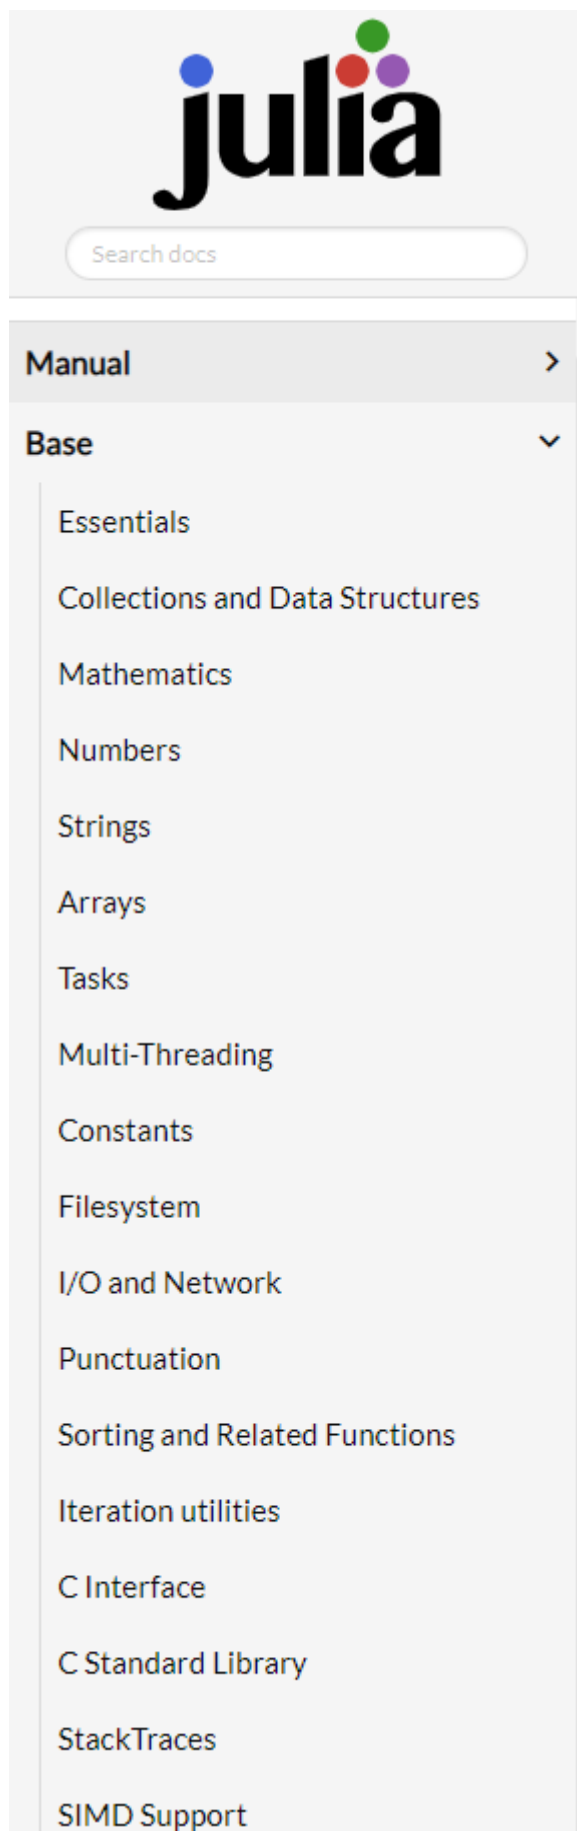 julia
Search docs
Manual
Base
Essentials
Collections and Data Structures
Mathematics
Numbers
Strings
Arrays
Tasks
Multi-Threading
Constants
Filesystem
I/O and Network
Punctuation
Sorting and Related Functions
Iteration utilities
C Interface
C Standard Library
StackTraces
SIMD Support